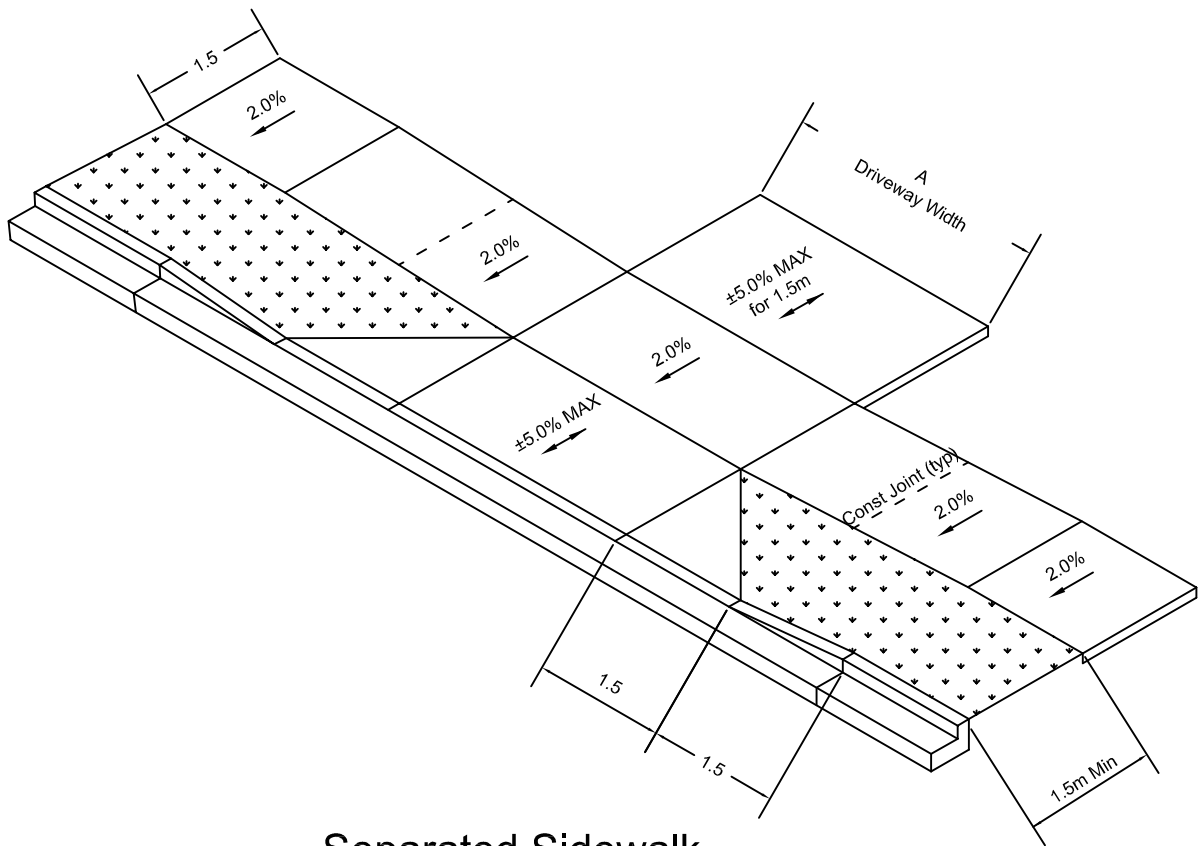 1.5
2.0%
A
Driveway Width
2.0%
±5.0% MAX
for 1.5m
2.0%
±5.0% MAX
Const Joint (typ)
2.0%
2.0%
1.5
1.5
1.5m Min
Separated Sidewalk